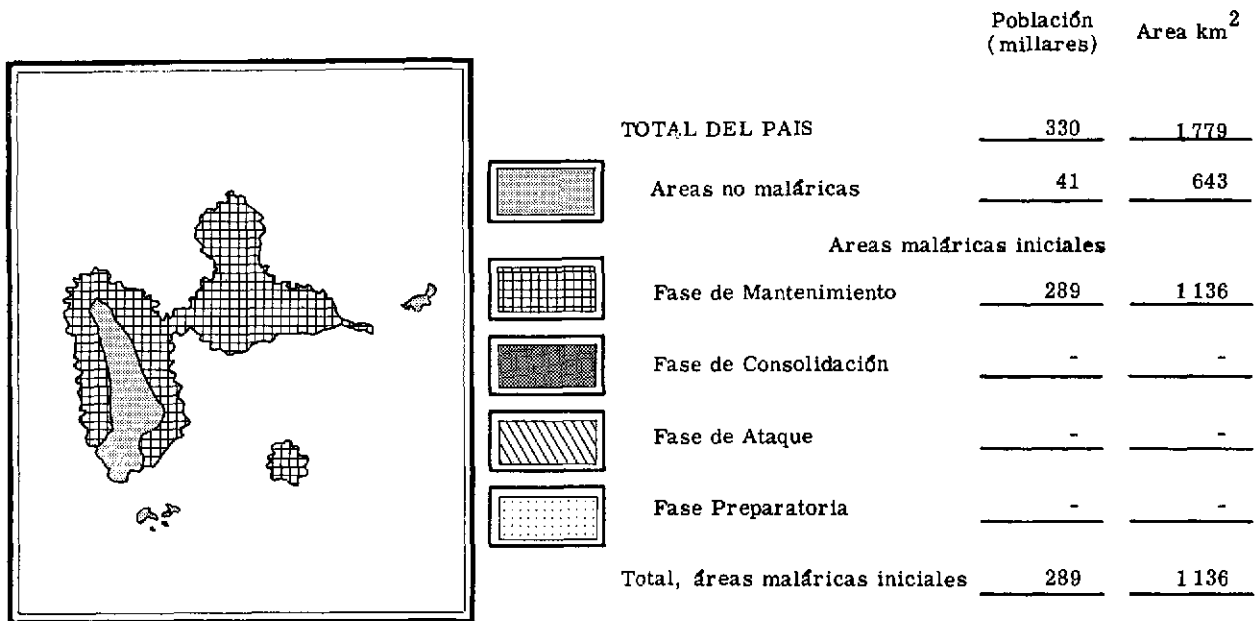 Población (millares) Area km²
TOTAL DEL PAIS 330 1 779
Areas no maláricas 41 643
Areas maláricas iniciales
Fase de Mantenimiento 289 1 136
Fase de Consolidación - -
Fase de Ataque - -
Fase Preparatoria - -
Total, áreas maláricas iniciales 289 1 136